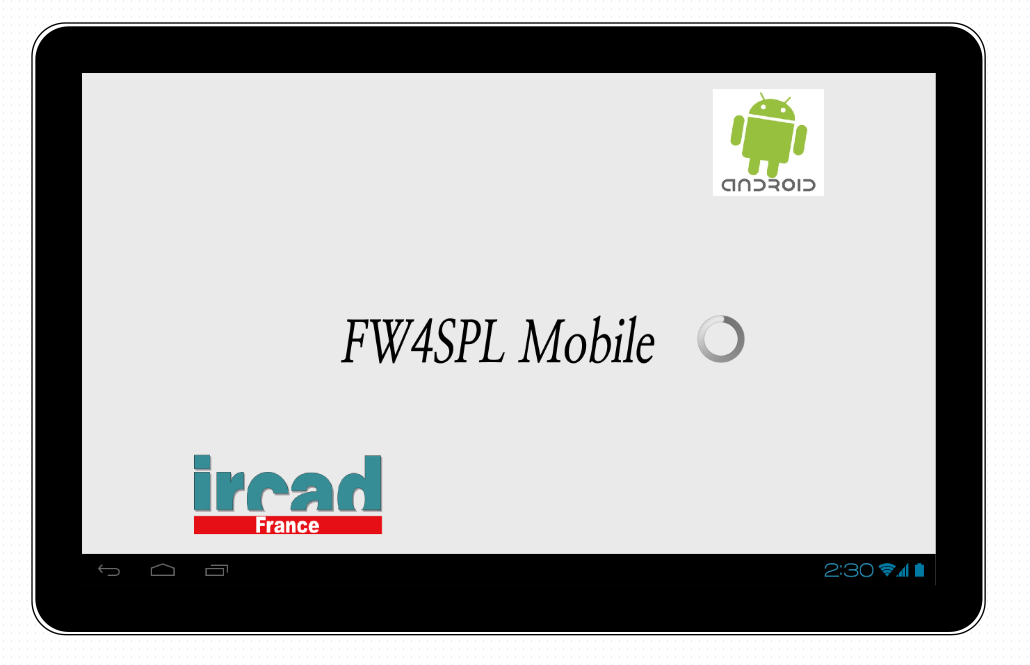 ANDROID
FW4SPL Mobile
ircad
France
2:30